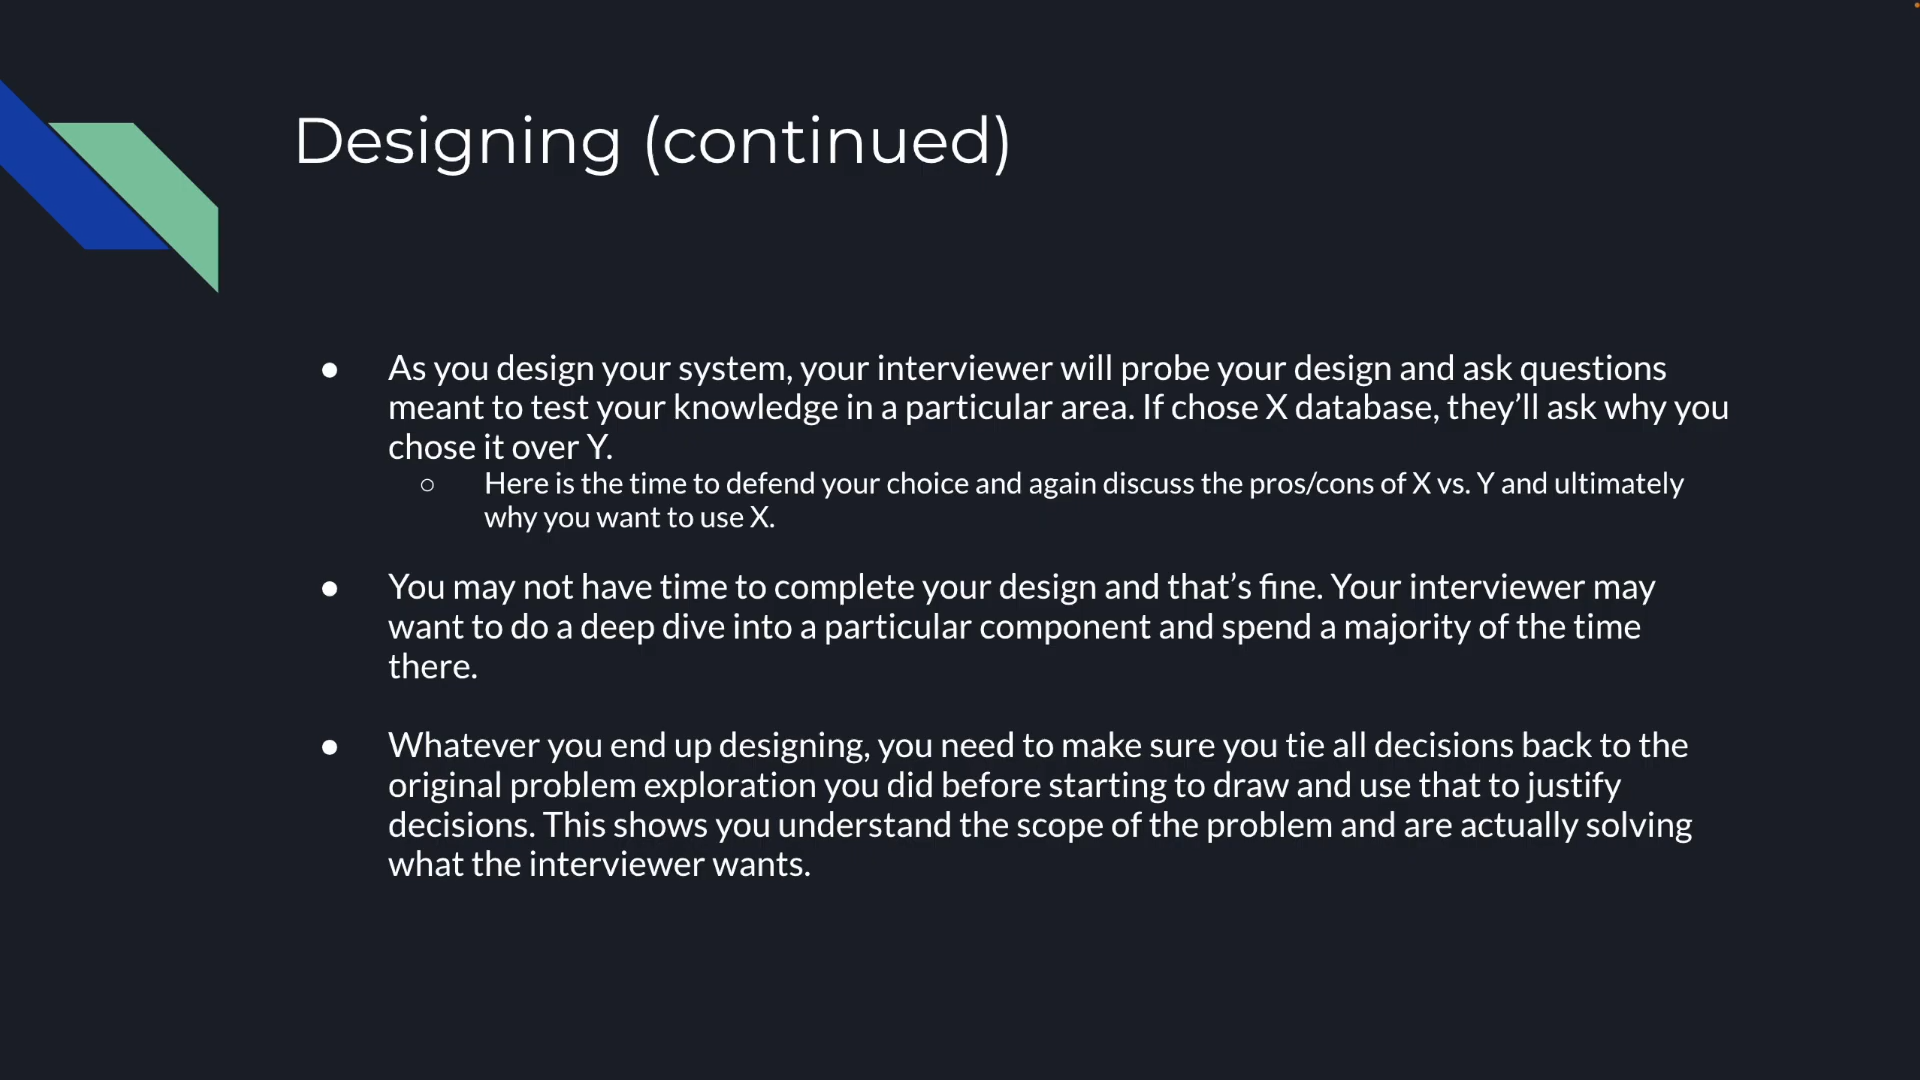 Designing (continued)
● As you design your system, your interviewer will probe your design and ask questions
meant to test your knowledge in a particular area. If chose X database, they’ll ask why you
chose it over Y.
○ Here is the time to defend your choice and again discuss the pros/cons of X vs. Y and ultimately
why you want to use X.
● You may not have time to complete your design and that’s fine. Your interviewer may
want to do a deep dive into a particular component and spend a majority of the time
there.
● Whatever you end up designing, you need to make sure you tie all decisions back to the
original problem exploration you did before starting to draw and use that to justify
decisions. This shows you understand the scope of the problem and are actually solving
what the interviewer wants.